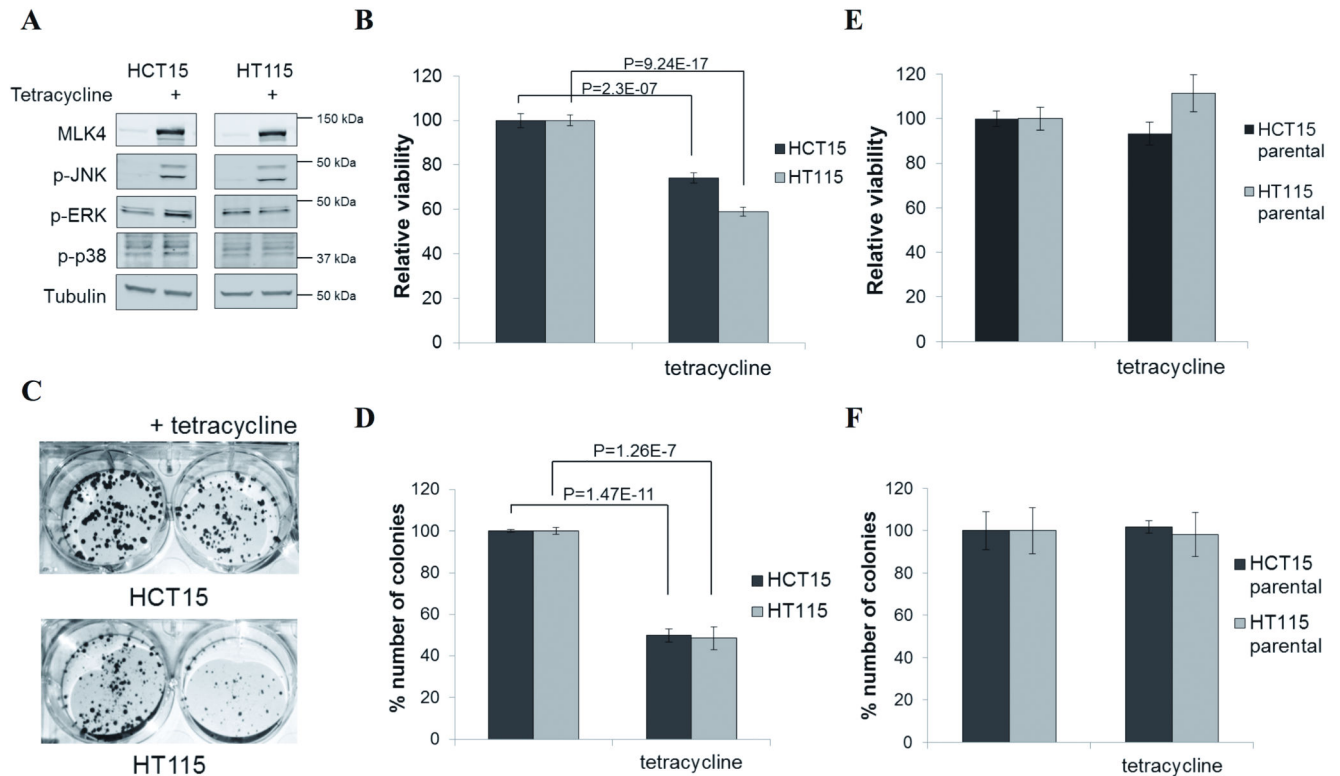 A
HCT15 HT115
Tetracycline + +
MLK4
150 kDa
p-JNK
50 kDa
p-ERK
50 kDa
p-p38
37 kDa
Tubulin
50 kDa
B
P=9.24E-17
P=2.3E-07
120
100
80
60
40
20
0
Relative viability
tetracycline
HCT15
HT115
E
120
100
80
60
40
20
0
Relative viability
tetracycline
HCT15
parental
HT115
parental
C
+ tetracycline
HCT15
HT115
D
P=1.26E-7
P=1.47E-11
120
100
80
60
40
20
0
% number of colonies
tetracycline
HCT15
HT115
F
120
100
80
60
40
20
0
% number of colonies
tetracycline
HCT15
parental
HT115
parental